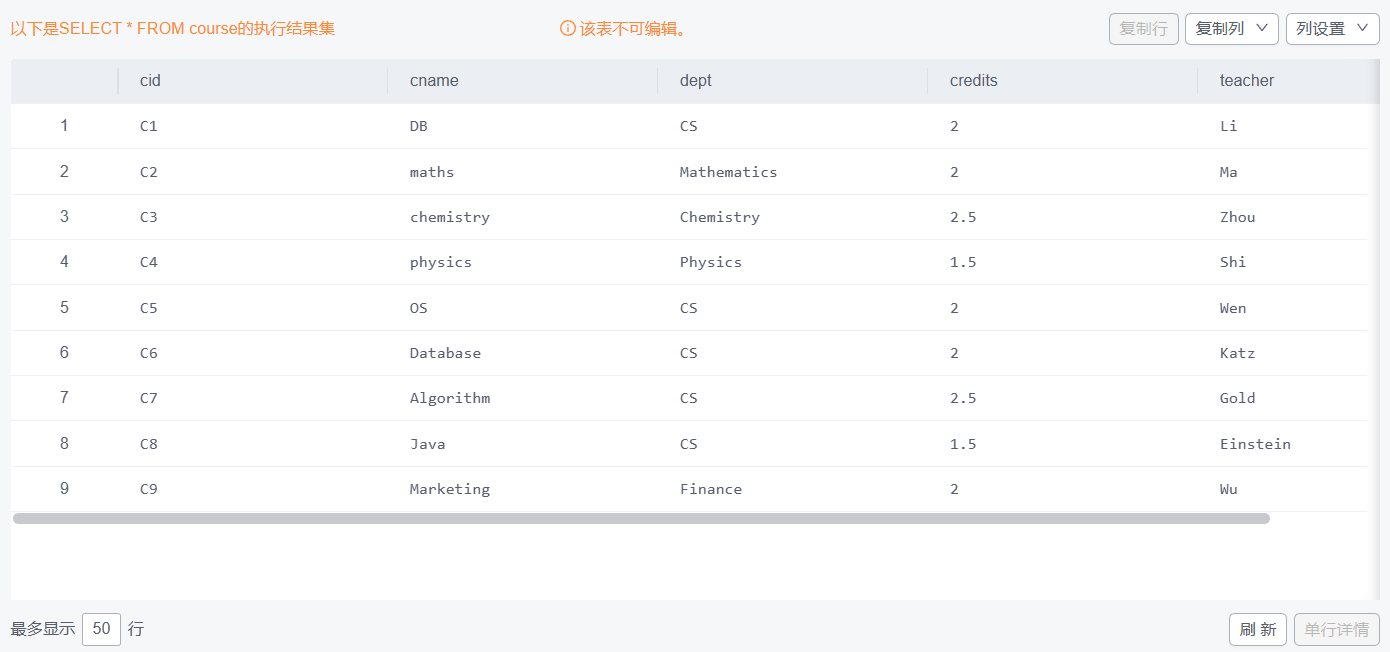 以下是SELECT * FROM course的执行结果集 该表不可编辑。 复制行 复制列 列设置
cid cname dept credits teacher
1 C1 DB CS 2 Li
2 C2 maths Mathematics 2 Ma
3 C3 chemistry Chemistry 2.5 Zhou
4 C4 physics Physics 1.5 Shi
5 C5 OS CS 2 Wen
6 C6 Database CS 2 Katz
7 C7 Algorithm CS 2.5 Gold
8 C8 Java CS 1.5 Einstein
9 C9 Marketing Finance 2 Wu
最多显示 50 行 刷 新 单行详情